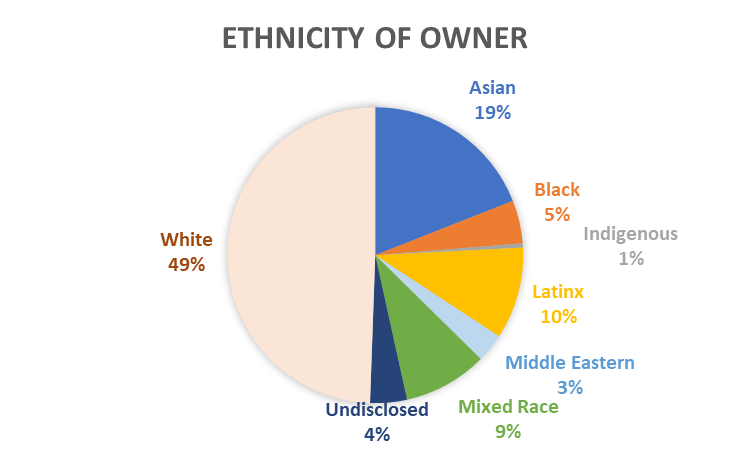 ETHNICITY OF OWNER
Asian
19%
Black
5%
Indigenous
1%
Latinx
10%
Middle Eastern
3%
Mixed Race
9%
Undisclosed
4%
White
49%